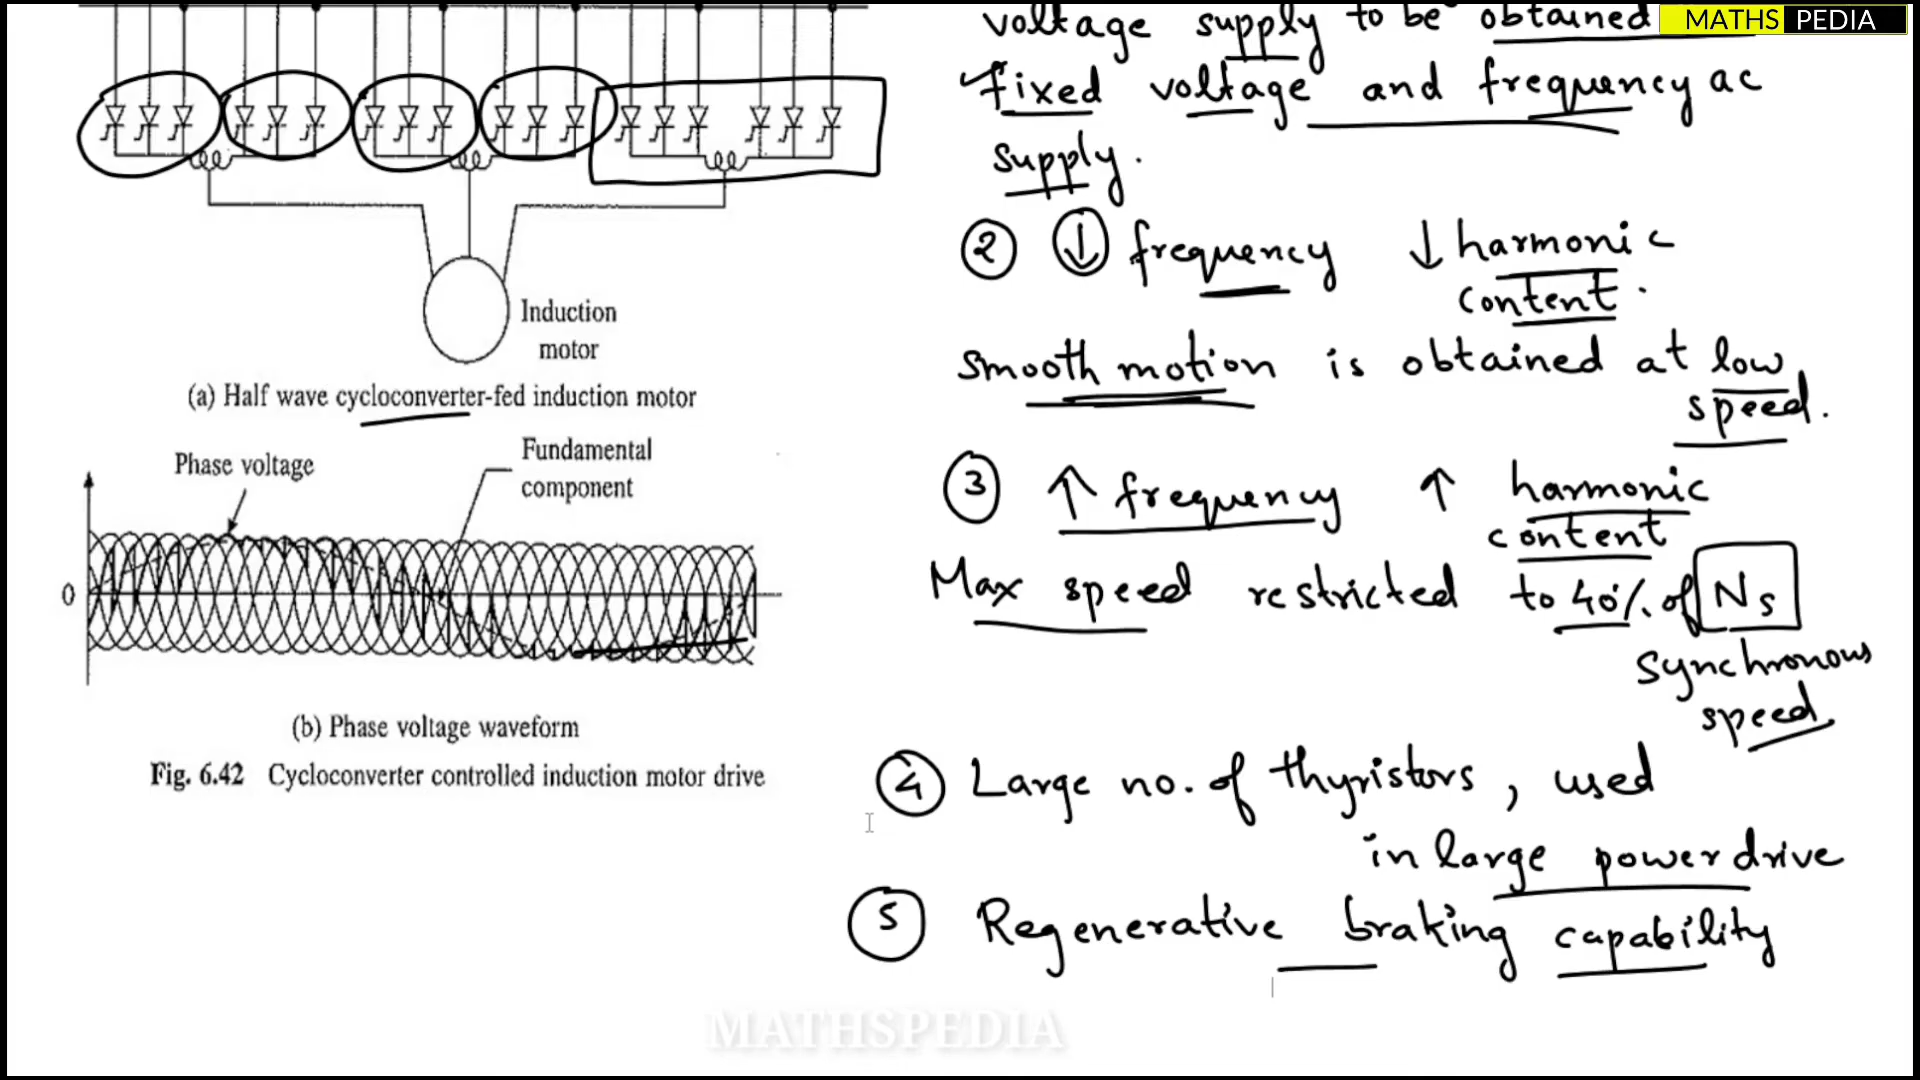 MATHS PEDIA
voltage supply to be obtained
fixed voltage and frequency ac
supply.
② ↓ frequency ↓ harmonic
content.
Smooth motion is obtained at low
speed.
③ ↑ frequency ↑ harmonic
content
Max speed restricted to 40% of Ns
Synchronous
speed
④ Large no. of thyristors, used
in large power drive
⑤ Regenerative braking capability
Induction
motor
(a) Half wave cycloconverter-fed induction motor
Phase voltage
Fundamental
component
0
(b) Phase voltage waveform
Fig. 6.42 Cycloconverter controlled induction motor drive
MATHSPEDIA